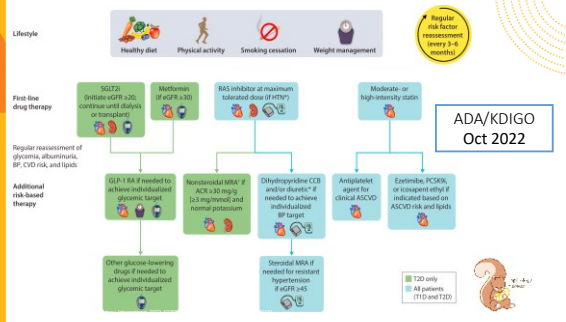 Lifestyle
Healthy diet
Physical activity
Smoking cessation
Weight management
Regular
risk factor
reassessment
(every 3–6
months)
First-line
drug therapy
SGLT2i
(Initiate eGFR ≥20;
continue until dialysis
or transplant)
Metformin
(if eGFR ≥30)
RAS inhibitor at maximum
tolerated dose (if HTN*)
Moderate- or
high-intensity statin
ADA/KDIGO
Oct 2022
Regular reassessment of
glycemia, albuminuria,
BP, CVD risk, and lipids
Additional
risk-based
therapy
GLP-1 RA if needed to
achieve individualized
glycemic target
Nonsteroidal MRA† if
ACR ≥30 mg/g
(≥3 mg/mmol) and
normal potassium
Dihydropyridine CCB
and/or diuretic* if
needed to achieve
individualized
BP target
Antiplatelet
agent for
clinical ASCVD
Ezetimibe, PCSK9i,
or icosapent ethyl if
indicated based on
ASCVD risk and lipids
Other glucose-lowering
drugs if needed to
achieve individualized
glycemic target
Steroidal MRA if
needed for resistant
hypertension
if eGFR ≥45
T2D only
All patients
(T1D and T2D)